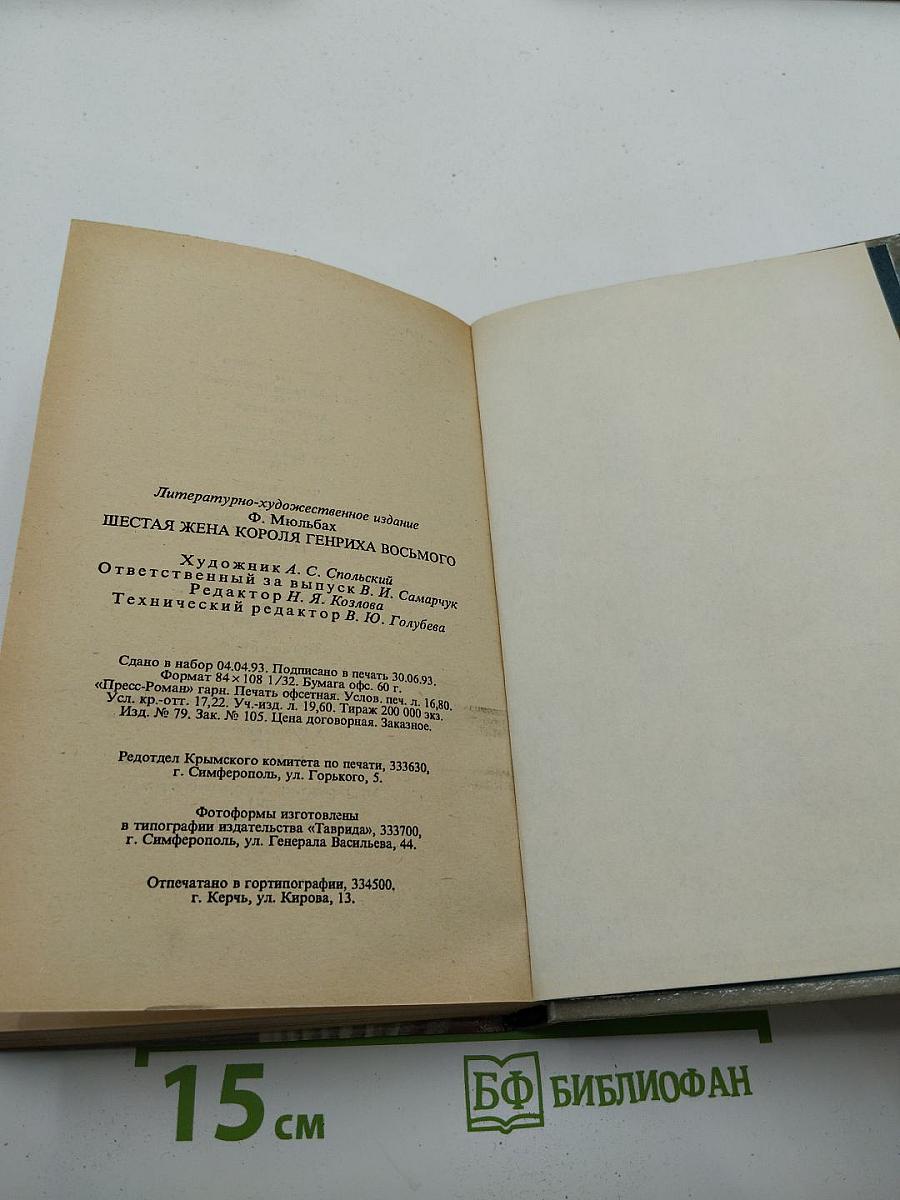 Литературно-художественное издание
Ф. Мюльбах
ШЕСТАЯ ЖЕНА КОРОЛЯ ГЕНРИХА ВОСЬМОГО
Художник А. С. Спольский
Ответственный за выпуск В. И. Самарчук
Редактор Н. Я. Козлова
Технический редактор В. Ю. Голубева
Сдано в набор 04.04.93. Подписано в печать 30.06.93.
Формат 84×108 1/32. Бумага офс. 60 г.
«Пресс-Роман» гарн. Печать офсетная. Услов. печ. л. 16,80.
Усл. кр.-отт. 17,22. Уч.-изд. л. 19,60. Тираж 200 000 экз.
Изд. № 79. Зак. № 105. Цена договорная. Заказное.
Редотдел Крымского комитета по печати, 333630,
г. Симферополь, ул. Горького, 5.
Фотоформы изготовлены
в типографии издательства «Таврида», 333700,
г. Симферополь, ул. Генерала Васильева, 44.
Отпечатано в гортипографии, 334500,
г. Керчь, ул. Кирова, 13.
15 см
БФ БИБЛИОФАН